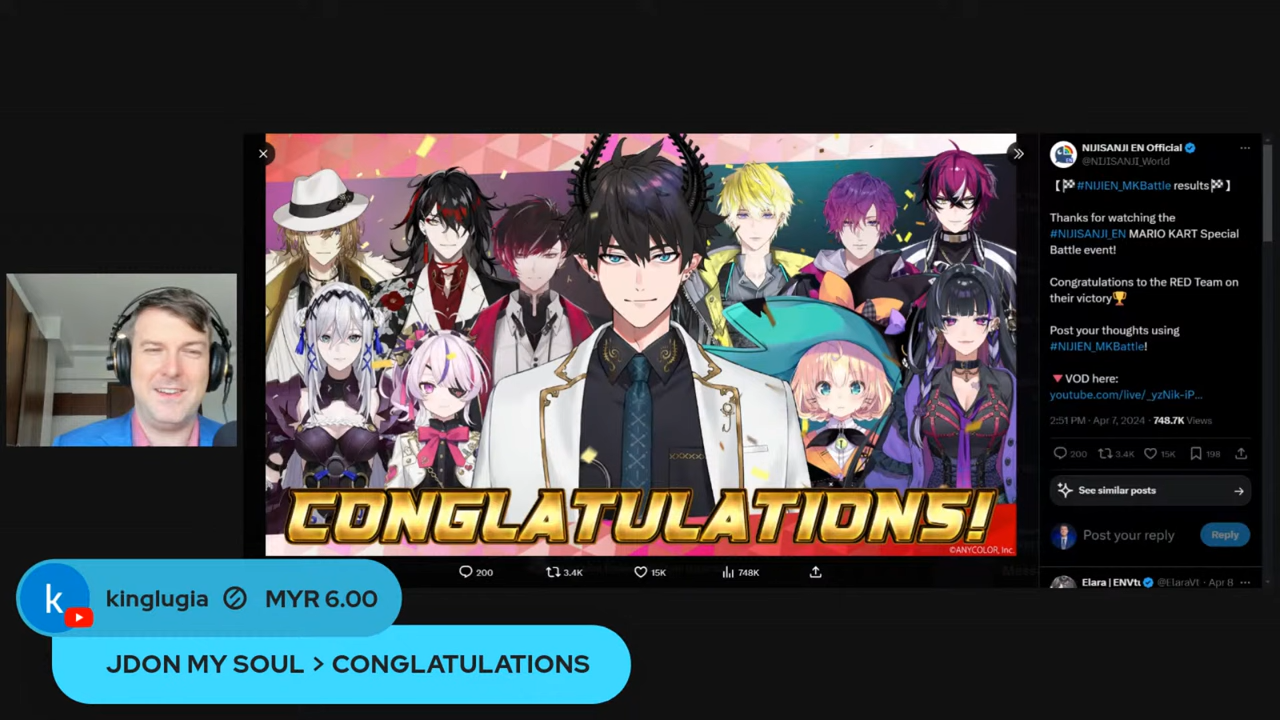 NIJISANJI EN Official
@NIJISANJI_World
【🏁#NIJIEN_MKBattle results🏁】
Thanks for watching the
#NIJISANJI_EN MARIO KART Special
Battle event!
Congratulations to the RED Team on
their victory🏆
Post your thoughts using
#NIJIEN_MKBattle!
🔻VOD here:
youtube.com/live/_yzNik-iP...
2:51 PM · Apr 7, 2024 · 748.7K Views
200 3.4K 15K 198
See similar posts
Post your reply
Reply
Elara | ENVtu @ElaraVt · Apr 8
CONGLATULATIONS!
©ANYCOLOR, Inc.
200 3.4K 15K 748K
k
kinglugia MYR 6.00
JDON MY SOUL > CONGLATULATIONS